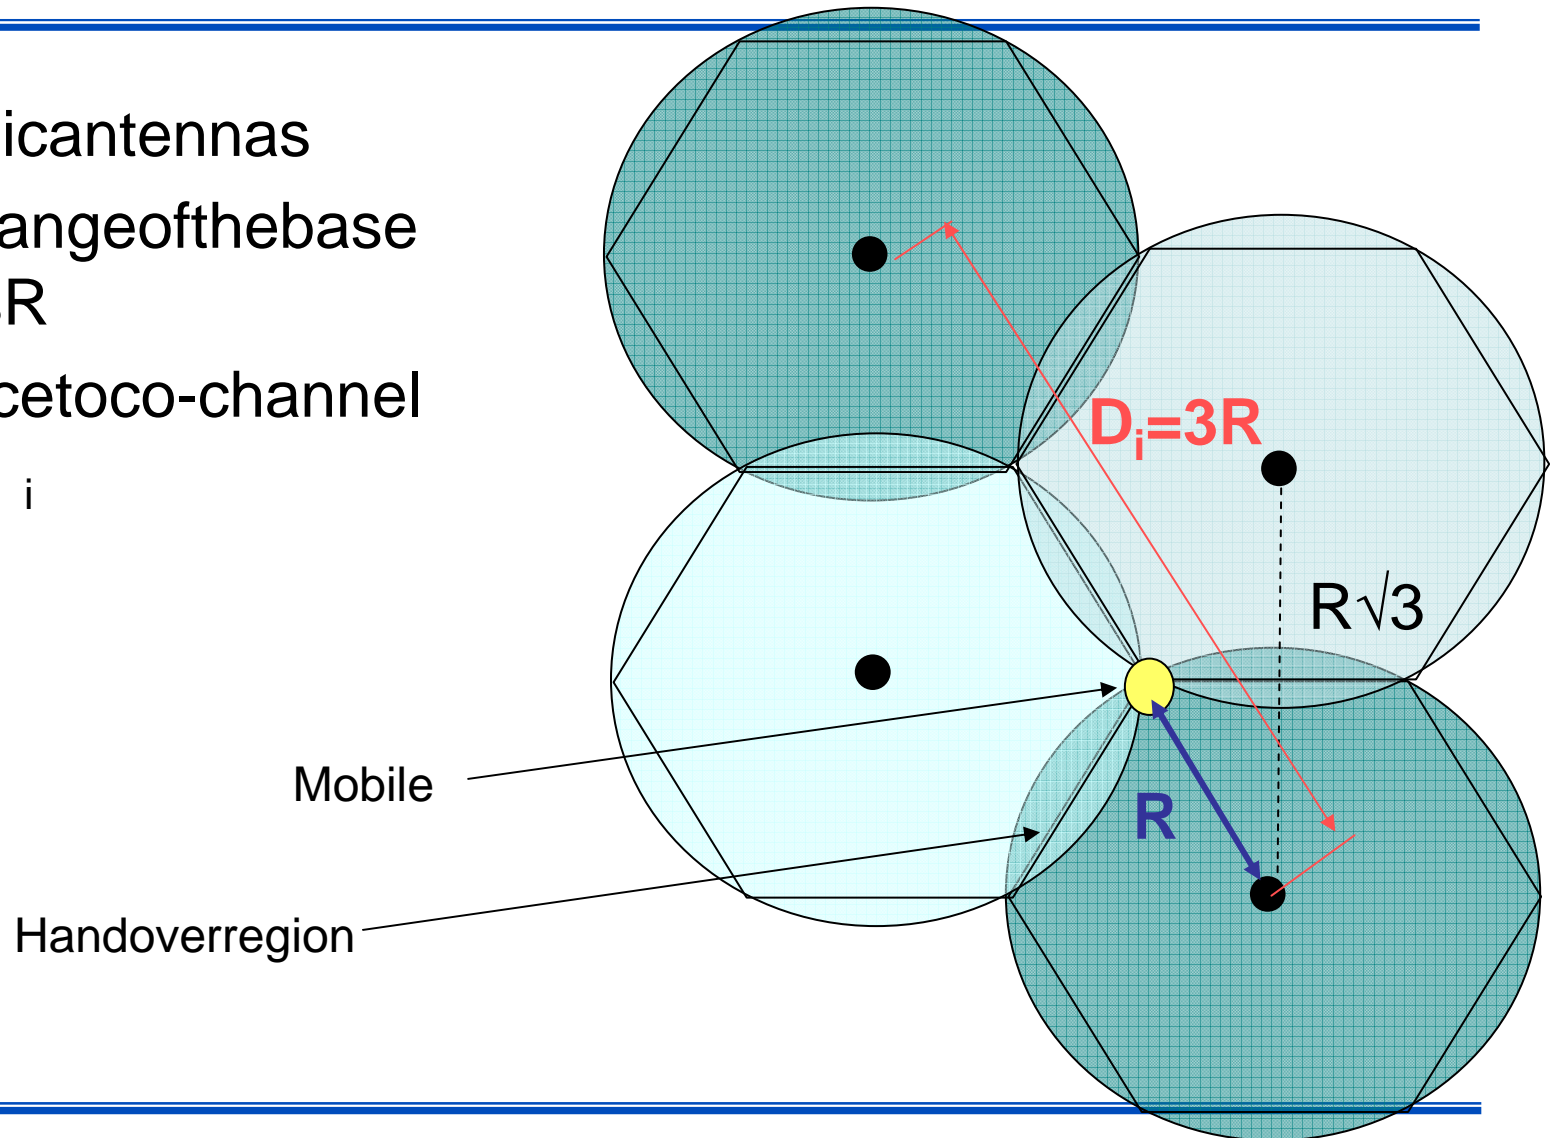 icantennas
angeofthebase
R
cetoco-channel
i
Dᵢ=3R
R√3
Mobile
R
Handoverregion